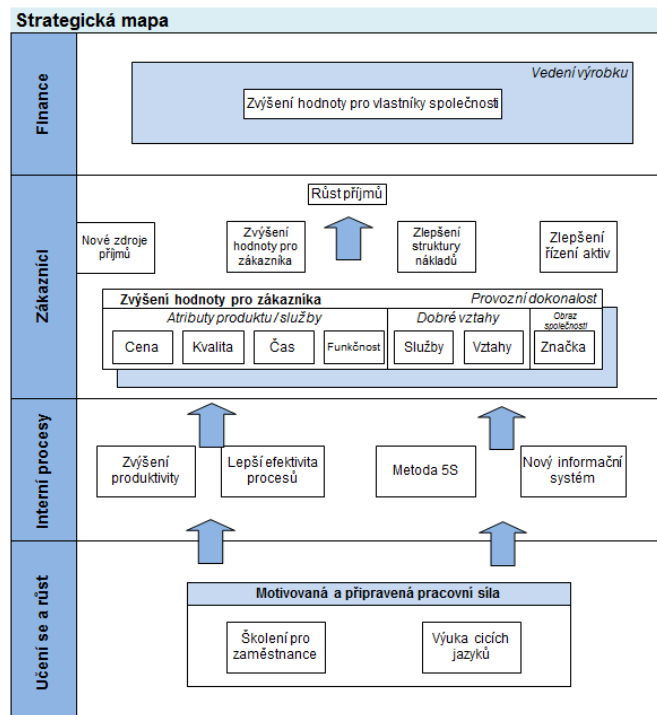 Strategická mapa
Finance
Vedení výrobku
Zvýšení hodnoty pro vlastníky společnosti
Zákazníci
Růst příjmů
Nové zdroje
příjmů
Zvýšení
hodnoty pro
zákazníka
Zlepšení
struktury
nákladů
Zlepšení
řízení aktiv
Zvýšení hodnoty pro zákazníka
Provozní dokonalost
Atributy produktu / služby
Dobré vztahy
Obraz
společnosti
Cena
Kvalita
Čas
Funkčnost
Služby
Vztahy
Značka
Interní procesy
Zvýšení
produktivity
Lepší efektivita
procesů
Metoda 5S
Nový informační
systém
Učení se a růst
Motivovaná a připravená pracovní síla
Školení pro
zaměstnance
Výuka cicích
jazyků